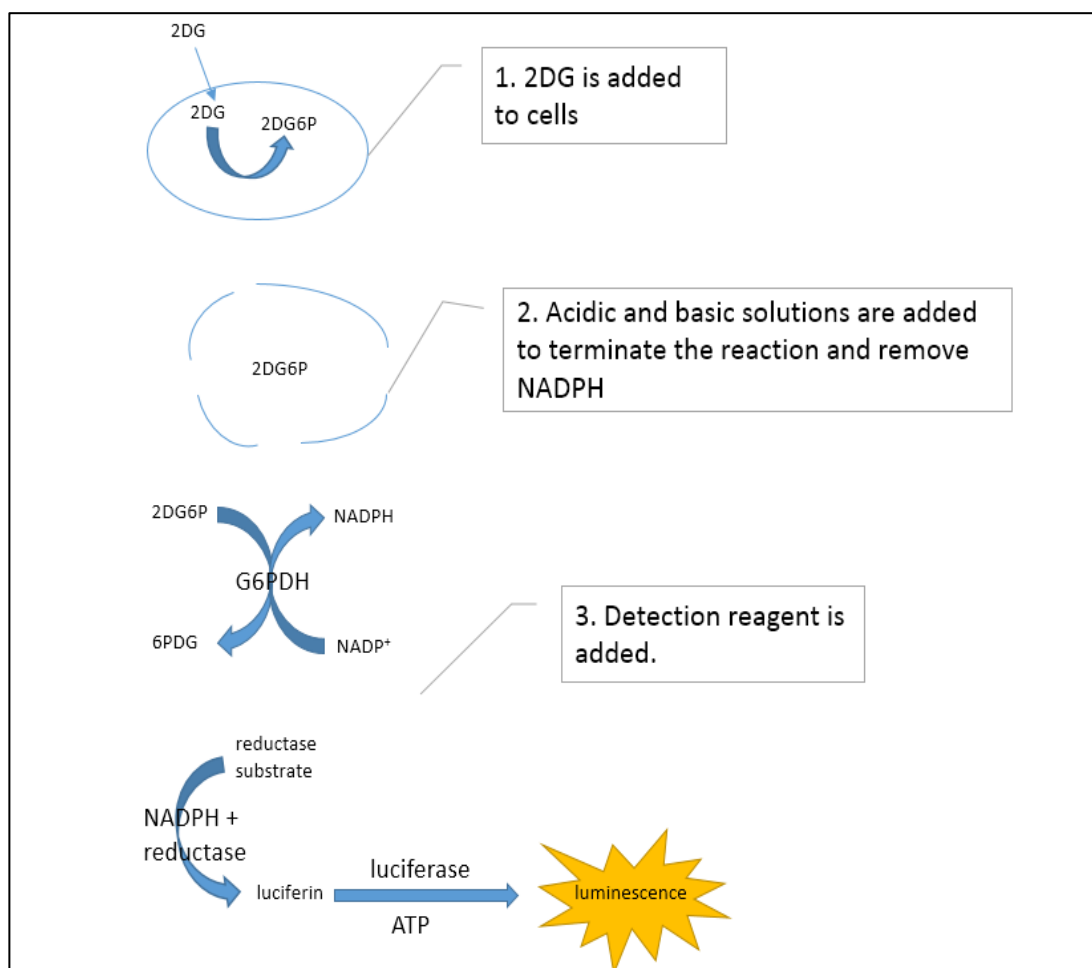 2DG
2DG
2DG6P
1. 2DG is added
to cells
2DG6P
2. Acidic and basic solutions are added
to terminate the reaction and remove
NADPH
2DG6P
NADPH
G6PDH
6PDG
NADP⁺
3. Detection reagent is
added.
reductase
substrate
NADPH +
reductase
luciferin
luciferase
ATP
luminescence